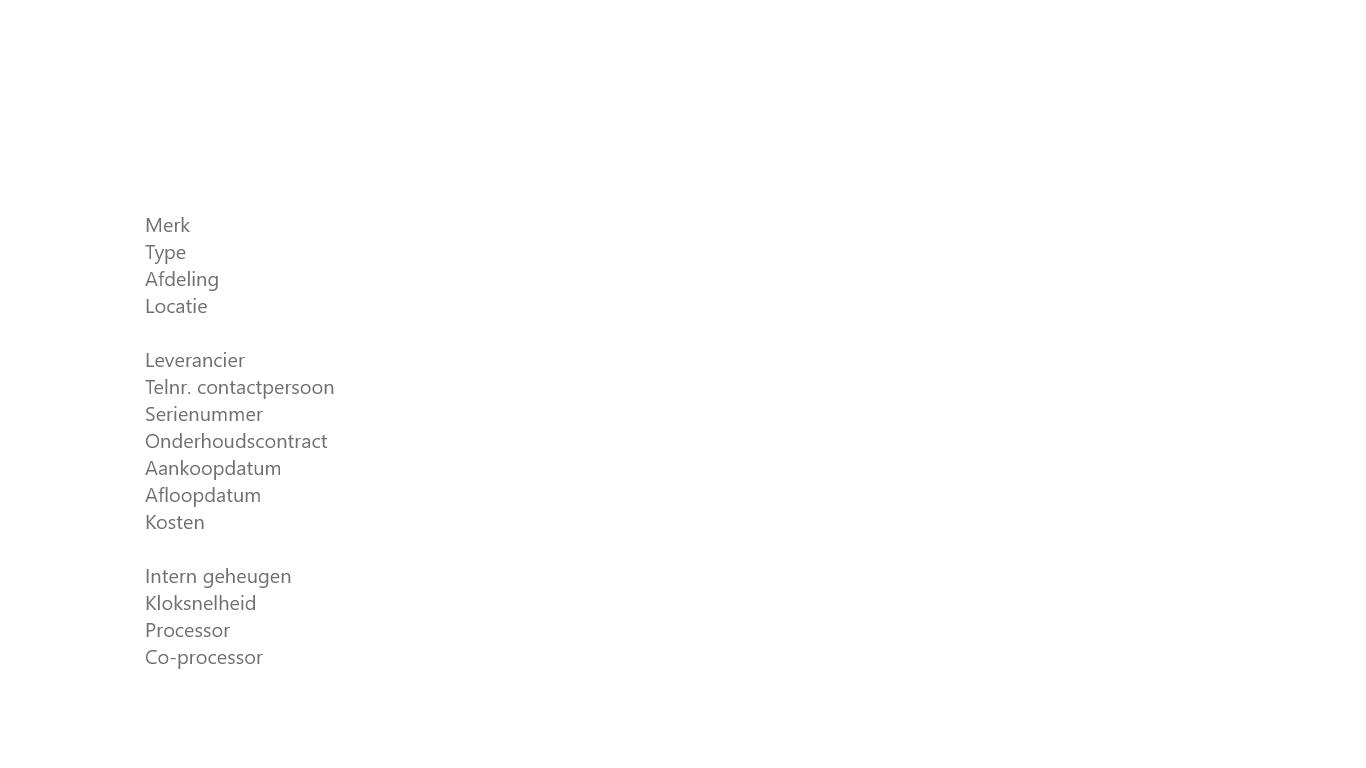 Merk
Type
Afdeling
Locatie
Leverancier
Telnr. contactpersoon
Serienummer
Onderhoudscontract
Aankoopdatum
Afloopdatum
Kosten
Intern geheugen
Kloksnelheid
Processor
Co-processor